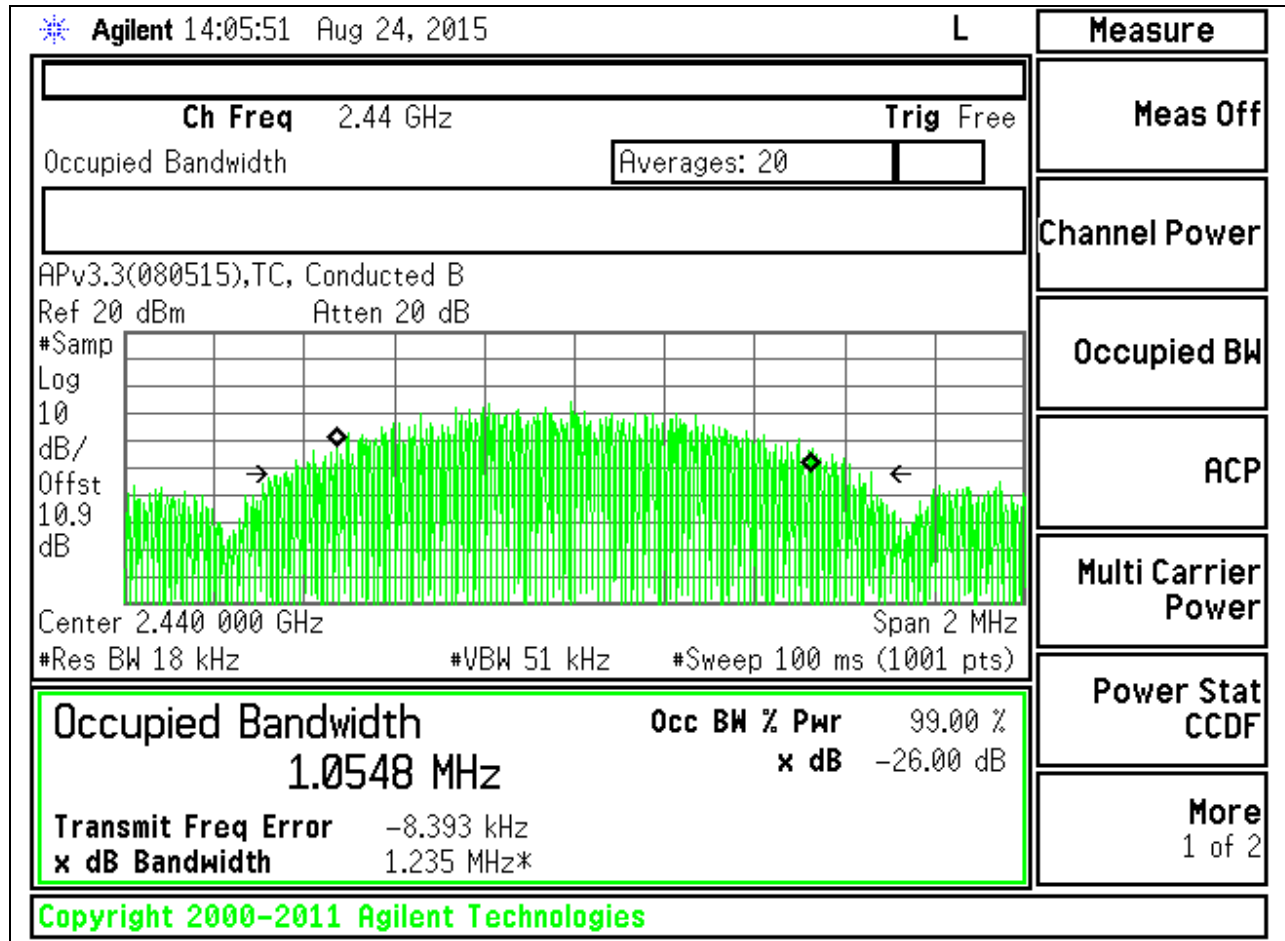 Agilent 14:05:51 Aug 24, 2015 L
Ch Freq 2.44 GHz Trig Free
Occupied Bandwidth Averages: 20
APv3.3(080515),TC, Conducted B
Ref 20 dBm Atten 20 dB
#Samp
Log
10
dB/
Offst
10.9
dB
Center 2.440 000 GHz Span 2 MHz
#Res BW 18 kHz #VBW 51 kHz #Sweep 100 ms (1001 pts)
Occupied Bandwidth Occ BW % Pwr 99.00 %
1.0548 MHz x dB -26.00 dB
Transmit Freq Error -8.393 kHz
x dB Bandwidth 1.235 MHz*
Copyright 2000-2011 Agilent Technologies
Measure
Meas Off
Channel Power
Occupied BW
ACP
Multi Carrier
Power
Power Stat
CCDF
More
1 of 2